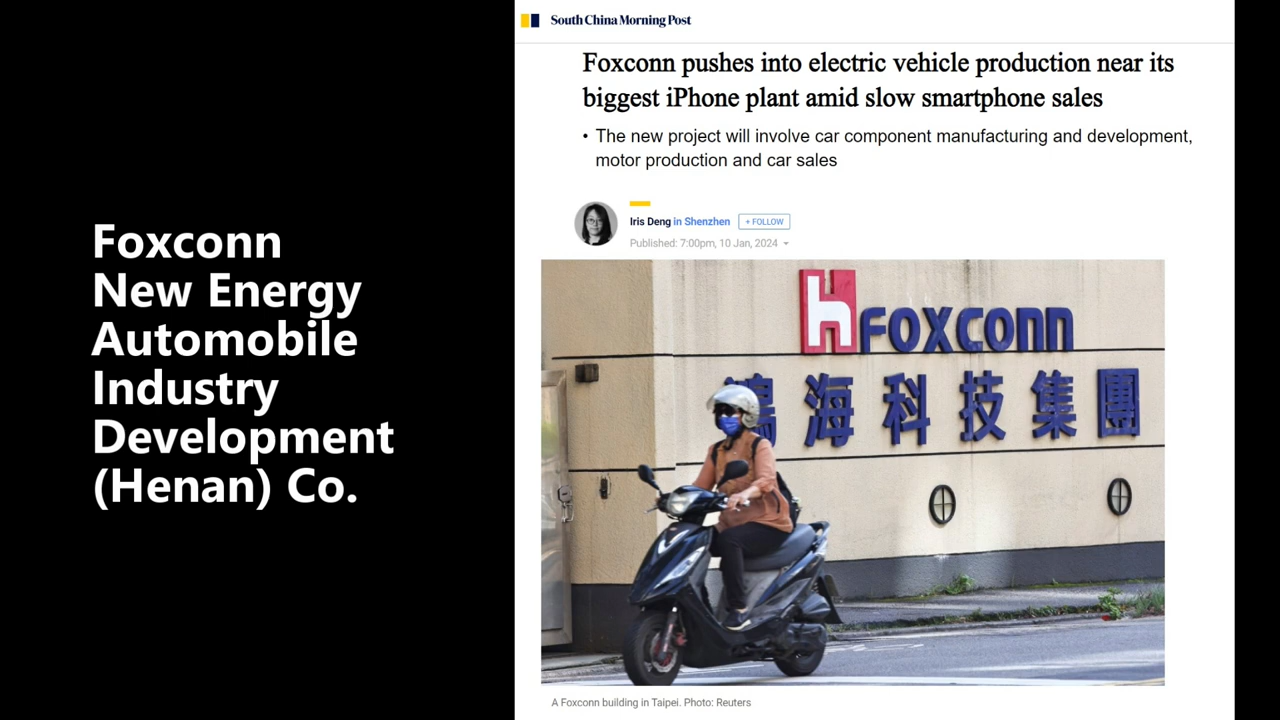 Foxconn
New Energy
Automobile
Industry
Development
(Henan) Co.
South China Morning Post
Foxconn pushes into electric vehicle production near its
biggest iPhone plant amid slow smartphone sales
• The new project will involve car component manufacturing and development,
motor production and car sales
Iris Deng in Shenzhen + FOLLOW
Published: 7:00pm, 10 Jan, 2024
h FOXCONN
鴻海科技集團
A Foxconn building in Taipei. Photo: Reuters